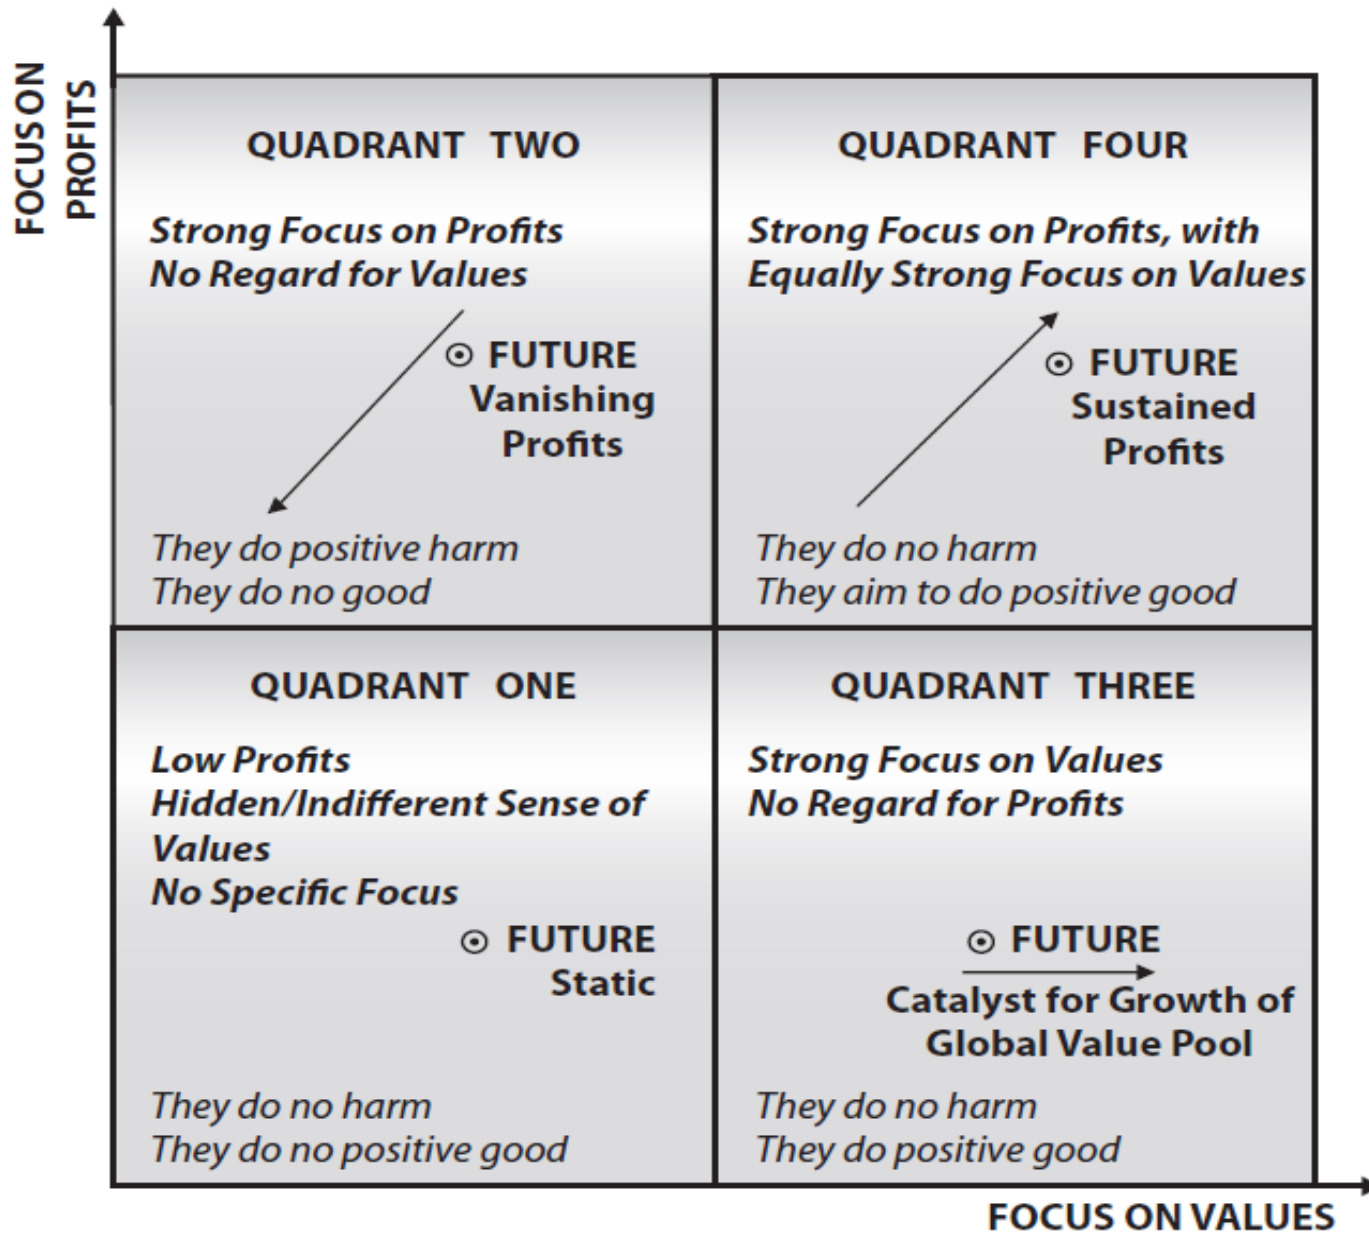 FOCUS ON
PROFITS
QUADRANT TWO
Strong Focus on Profits
No Regard for Values
FUTURE
Vanishing
Profits
They do positive harm
They do no good
QUADRANT FOUR
Strong Focus on Profits, with
Equally Strong Focus on Values
FUTURE
Sustained
Profits
They do no harm
They aim to do positive good
QUADRANT ONE
Low Profits
Hidden/Indifferent Sense of
Values
No Specific Focus
FUTURE
Static
They do no harm
They do no positive good
QUADRANT THREE
Strong Focus on Values
No Regard for Profits
FUTURE
Catalyst for Growth of
Global Value Pool
They do no harm
They do positive good
FOCUS ON VALUES